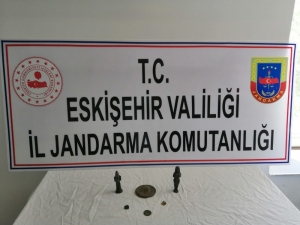 T.C.
ESKİŞEHİR VALİLİĞİ
İL JANDARMA KOMUTANLIĞI